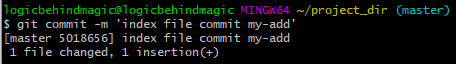 logicbehindmagic@logicbehindmagic MINGW64 ~/project_dir (master)
$ git commit -m 'index file commit my-add'
[master 5018656] index file commit my-add
 1 file changed, 1 insertion(+)